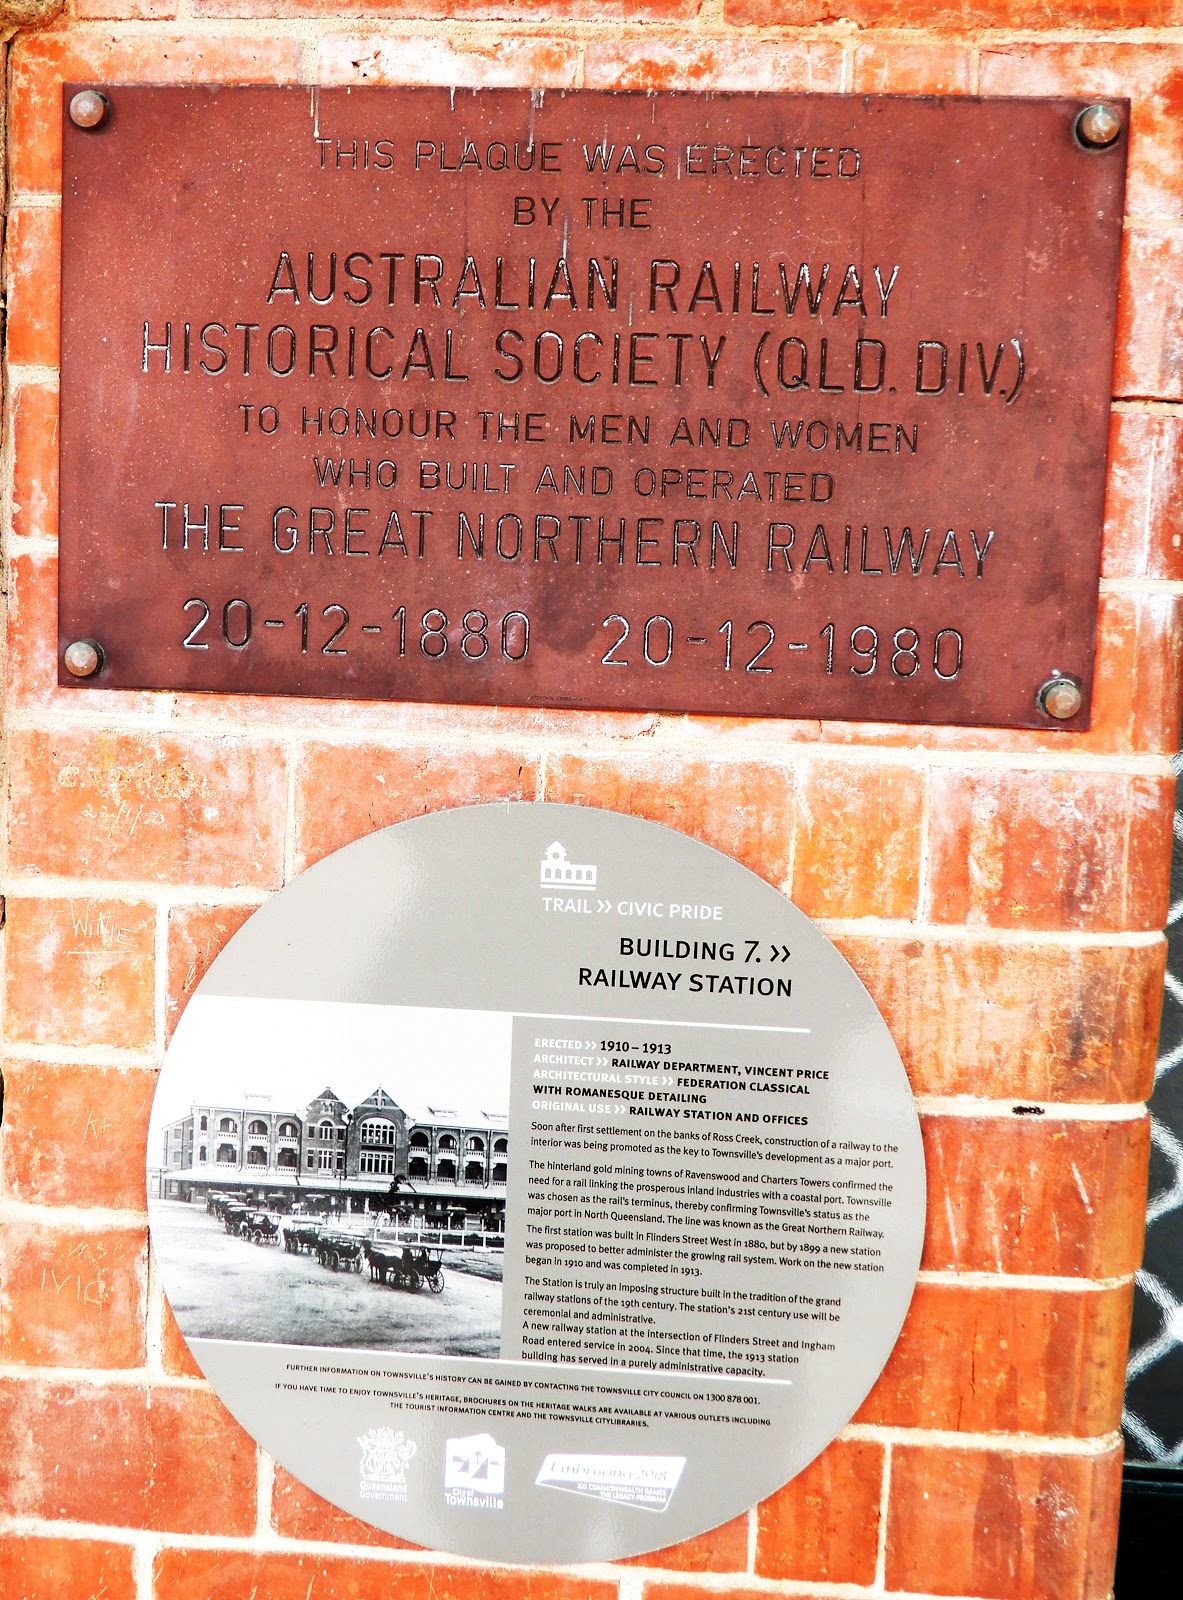 THIS PLAQUE WAS ERECTED
BY THE
AUSTRALIAN RAILWAY
HISTORICAL SOCIETY (QLD. DIV.)
TO HONOUR THE MEN AND WOMEN
WHO BUILT AND OPERATED
THE GREAT NORTHERN RAILWAY
20-12-1880 20-12-1980
TRAIL >> CIVIC PRIDE
BUILDING 7. >>
RAILWAY STATION
ERECTED >> 1910 – 1913
ARCHITECT >> RAILWAY DEPARTMENT, VINCENT PRICE
ARCHITECTURAL STYLE >> FEDERATION CLASSICAL
WITH ROMANESQUE DETAILING
ORIGINAL USE >> RAILWAY STATION AND OFFICES
Soon after first settlement on the banks of Ross Creek, construction of a railway to the
interior was being promoted as the key to Townsville's development as a major port.
The hinterland gold mining towns of Ravenswood and Charters Towers confirmed the
need for a rail linking the prosperous inland industries with a coastal port. Townsville
was chosen as the rail's terminus, thereby confirming Townsville's status as the
major port in North Queensland. The line was known as the Great Northern Railway.
The first station was built in Flinders Street West in 1880, but by 1899 a new station
was proposed to better administer the growing rail system. Work on the new station
began in 1910 and was completed in 1913.
The Station is truly an imposing structure built in the tradition of the grand
railway stations of the 19th century. The station's 21st century use will be
ceremonial and administrative.
A new railway station at the intersection of Flinders Street and Ingham
Road entered service in 2004. Since that time, the 1913 station
building has served in a purely administrative capacity.
FURTHER INFORMATION ON TOWNSVILLE'S HISTORY CAN BE GAINED BY CONTACTING THE TOWNSVILLE CITY COUNCIL ON 1300 878 001.
IF YOU HAVE TIME TO ENJOY TOWNSVILLE'S HERITAGE, BROCHURES ON THE HERITAGE WALKS ARE AVAILABLE AT VARIOUS OUTLETS INCLUDING
THE TOURIST INFORMATION CENTRE AND THE TOWNSVILLE CITYLIBRARIES.
Queensland
Government
City of
Townsville
Embracing 2018
XXI COMMONWEALTH GAMES
THE LEGACY PROGRAM
Willie